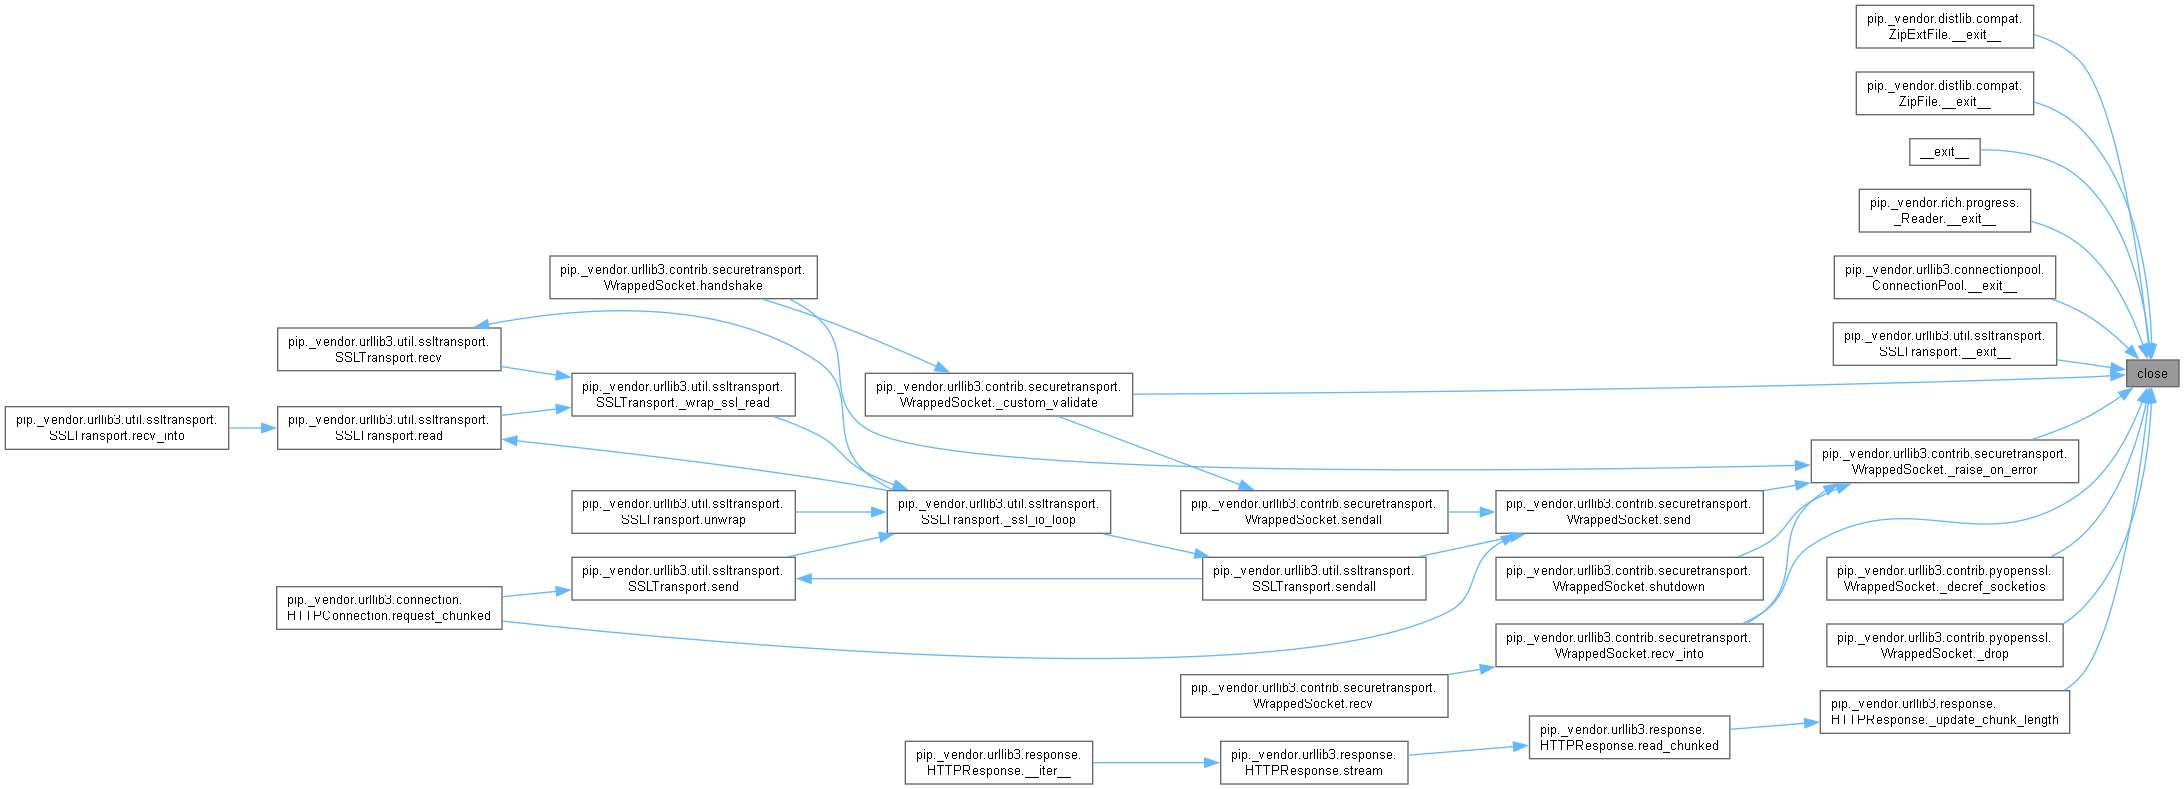 pip._vendor.distlib.compat.
ZipExtFile.__exit__
pip._vendor.distlib.compat.
ZipFile.__exit__
__exit__
pip._vendor.rich.progress.
_Reader.__exit__
pip._vendor.urllib3.connectionpool.
ConnectionPool.__exit__
pip._vendor.urllib3.util.ssltransport.
SSLTransport.__exit__
close
pip._vendor.urllib3.contrib.securetransport.
WrappedSocket.handshake
pip._vendor.urllib3.util.ssltransport.
SSLTransport.recv
pip._vendor.urllib3.util.ssltransport.
SSLTransport._wrap_ssl_read
pip._vendor.urllib3.contrib.securetransport.
WrappedSocket._custom_validate
pip._vendor.urllib3.util.ssltransport.
SSLTransport.recv_into
pip._vendor.urllib3.util.ssltransport.
SSLTransport.read
pip._vendor.urllib3.contrib.securetransport.
WrappedSocket._raise_on_error
pip._vendor.urllib3.util.ssltransport.
SSLTransport.unwrap
pip._vendor.urllib3.util.ssltransport.
SSLTransport._ssl_io_loop
pip._vendor.urllib3.contrib.securetransport.
WrappedSocket.sendall
pip._vendor.urllib3.contrib.securetransport.
WrappedSocket.send
pip._vendor.urllib3.connection.
HTTPConnection.request_chunked
pip._vendor.urllib3.util.ssltransport.
SSLTransport.send
pip._vendor.urllib3.util.ssltransport.
SSLTransport.sendall
pip._vendor.urllib3.contrib.securetransport.
WrappedSocket.shutdown
pip._vendor.urllib3.contrib.pyopenssl.
WrappedSocket._decref_socketios
pip._vendor.urllib3.contrib.securetransport.
WrappedSocket.recv_into
pip._vendor.urllib3.contrib.pyopenssl.
WrappedSocket._drop
pip._vendor.urllib3.contrib.securetransport.
WrappedSocket.recv
pip._vendor.urllib3.response.
HTTPResponse._update_chunk_length
pip._vendor.urllib3.response.
HTTPResponse.read_chunked
pip._vendor.urllib3.response.
HTTPResponse.__iter__
pip._vendor.urllib3.response.
HTTPResponse.stream